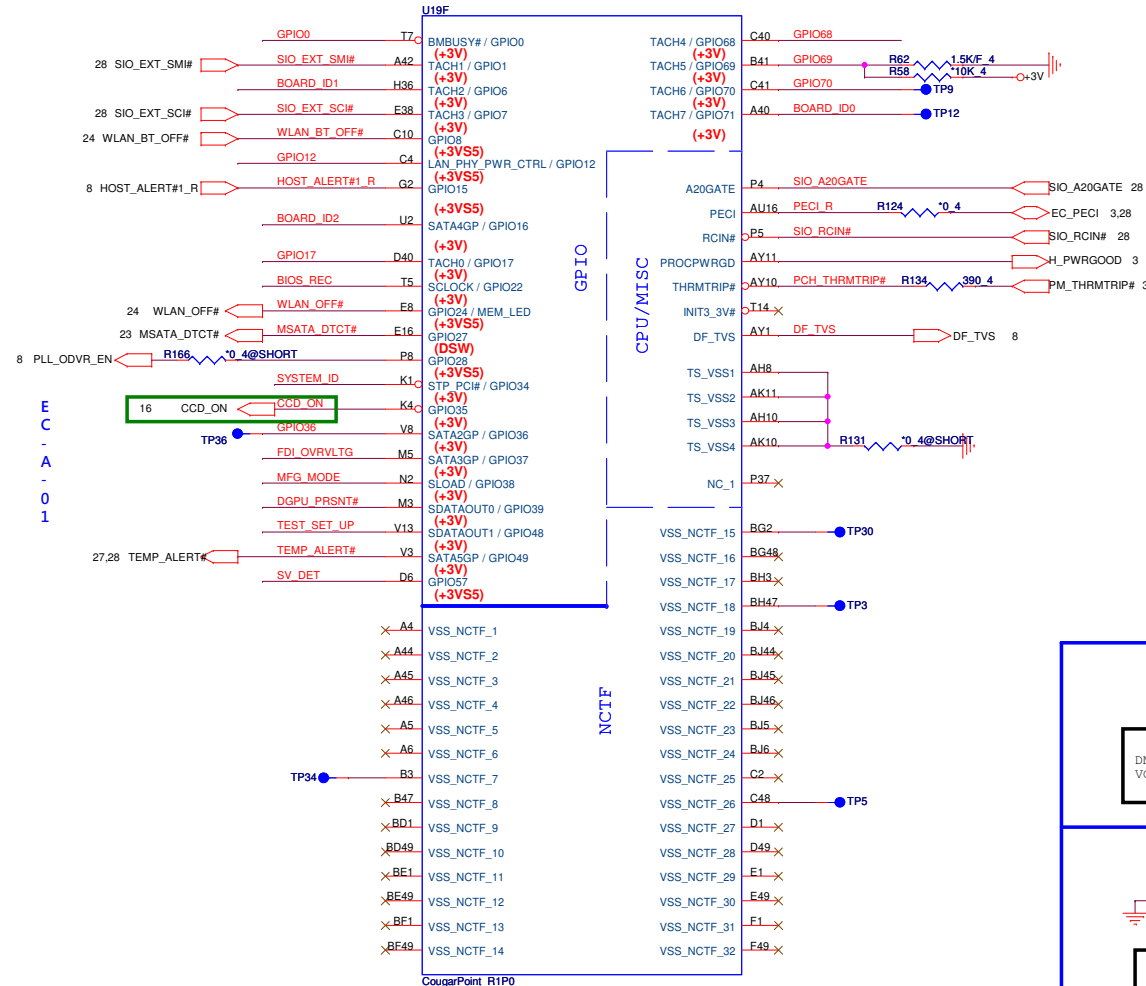 U19F
GPIO0 T7 BMBUSY# / GPIO0
(+3V)
28 SIO_EXT_SMI# SIO_EXT_SMI# A42 TACH1 / GPIO1
(+3V)
BOARD_ID1 H36 TACH2 / GPIO6
(+3V)
28 SIO_EXT_SCI# SIO_EXT_SCI# E38 TACH3 / GPIO7
(+3V)
24 WLAN_BT_OFF# WLAN_BT_OFF# C10 GPIO8
(+3VS5)
GPIO12 C4 LAN_PHY_PWR_CTRL / GPIO12
(+3VS5)
8 HOST_ALERT#1_R HOST_ALERT#1_R G2 GPIO15
(+3VS5)
BOARD_ID2 U2 SATA4GP / GPIO16
(+3V)
GPIO17 D40 TACH0 / GPIO17
(+3V)
BIOS_REC T5 SCLOCK / GPIO22
(+3V)
24 WLAN_OFF# WLAN_OFF# E8 GPIO24 / MEM_LED
(+3VS5)
23 MSATA_DTCT# MSATA_DTCT# E16 GPIO27
(DSW)
8 PLL_ODVR_EN R166 *0_4@SHORT P8 GPIO28
(+3VS5)
SYSTEM_ID K1 STP_PCI# / GPIO34
(+3V)
16 CCD_ON CCD_ON K4 GPIO35
(+3V)
TP36 GPIO36 V8 SATA2GP / GPIO36
(+3V)
FDI_OVRVLTG M5 SATA3GP / GPIO37
(+3V)
MFG_MODE N2 SLOAD / GPIO38
(+3V)
DGPU_PRSNT# M3 SDATAOUT0 / GPIO39
(+3V)
TEST_SET_UP V13 SDATAOUT1 / GPIO48
(+3V)
27,28 TEMP_ALERT# TEMP_ALERT# V3 SATA5GP / GPIO49
(+3V)
SV_DET D6 GPIO57
(+3VS5)
EC-A-01
GPIO
CPU/MISC
NCTF
TACH4 / GPIO68 C40 GPIO68
(+3V)
TACH5 / GPIO69 B41 GPIO69 R62 1.5K/F_4
R58 *10K_4 +3V
(+3V)
TACH6 / GPIO70 C41 GPIO70 TP9
(+3V)
TACH7 / GPIO71 A40 BOARD_ID0 TP12
(+3V)
A20GATE P4 SIO_A20GATE SIO_A20GATE 28
PECI AU16 PECI_R R124 *0_4 EC_PECI 3,28
RCIN# P5 SIO_RCIN# SIO_RCIN# 28
PROCPWRGD AY11 H_PWRGOOD 3
THRMTRIP# AY10 PCH_THRMTRIP# R134 390_4 PM_THRMTRIP# 3
INIT3_3V# T14
DF_TVS AY1 DF_TVS DF_TVS 8
TS_VSS1 AH8
TS_VSS2 AK11
TS_VSS3 AH10
TS_VSS4 AK10 R131 *0_4@SHORT
NC_1 P37
VSS_NCTF_15 BG2 TP30
VSS_NCTF_16 BG48
VSS_NCTF_17 BH3
VSS_NCTF_18 BH47 TP3
A4 VSS_NCTF_1 VSS_NCTF_19 BJ4
A44 VSS_NCTF_2 VSS_NCTF_20 BJ44
A45 VSS_NCTF_3 VSS_NCTF_21 BJ45
A46 VSS_NCTF_4 VSS_NCTF_22 BJ46
A5 VSS_NCTF_5 VSS_NCTF_23 BJ5
A6 VSS_NCTF_6 VSS_NCTF_24 BJ6
TP34 B3 VSS_NCTF_7 VSS_NCTF_25 C2
B47 VSS_NCTF_8 VSS_NCTF_26 C48 TP5
BD1 VSS_NCTF_9 VSS_NCTF_27 D1
BD49 VSS_NCTF_10 VSS_NCTF_28 D49
BE1 VSS_NCTF_11 VSS_NCTF_29 E1
BE49 VSS_NCTF_12 VSS_NCTF_30 E49
BF1 VSS_NCTF_13 VSS_NCTF_31 F1
BF49 VSS_NCTF_14 VSS_NCTF_32 F49
CougarPoint_R1P0